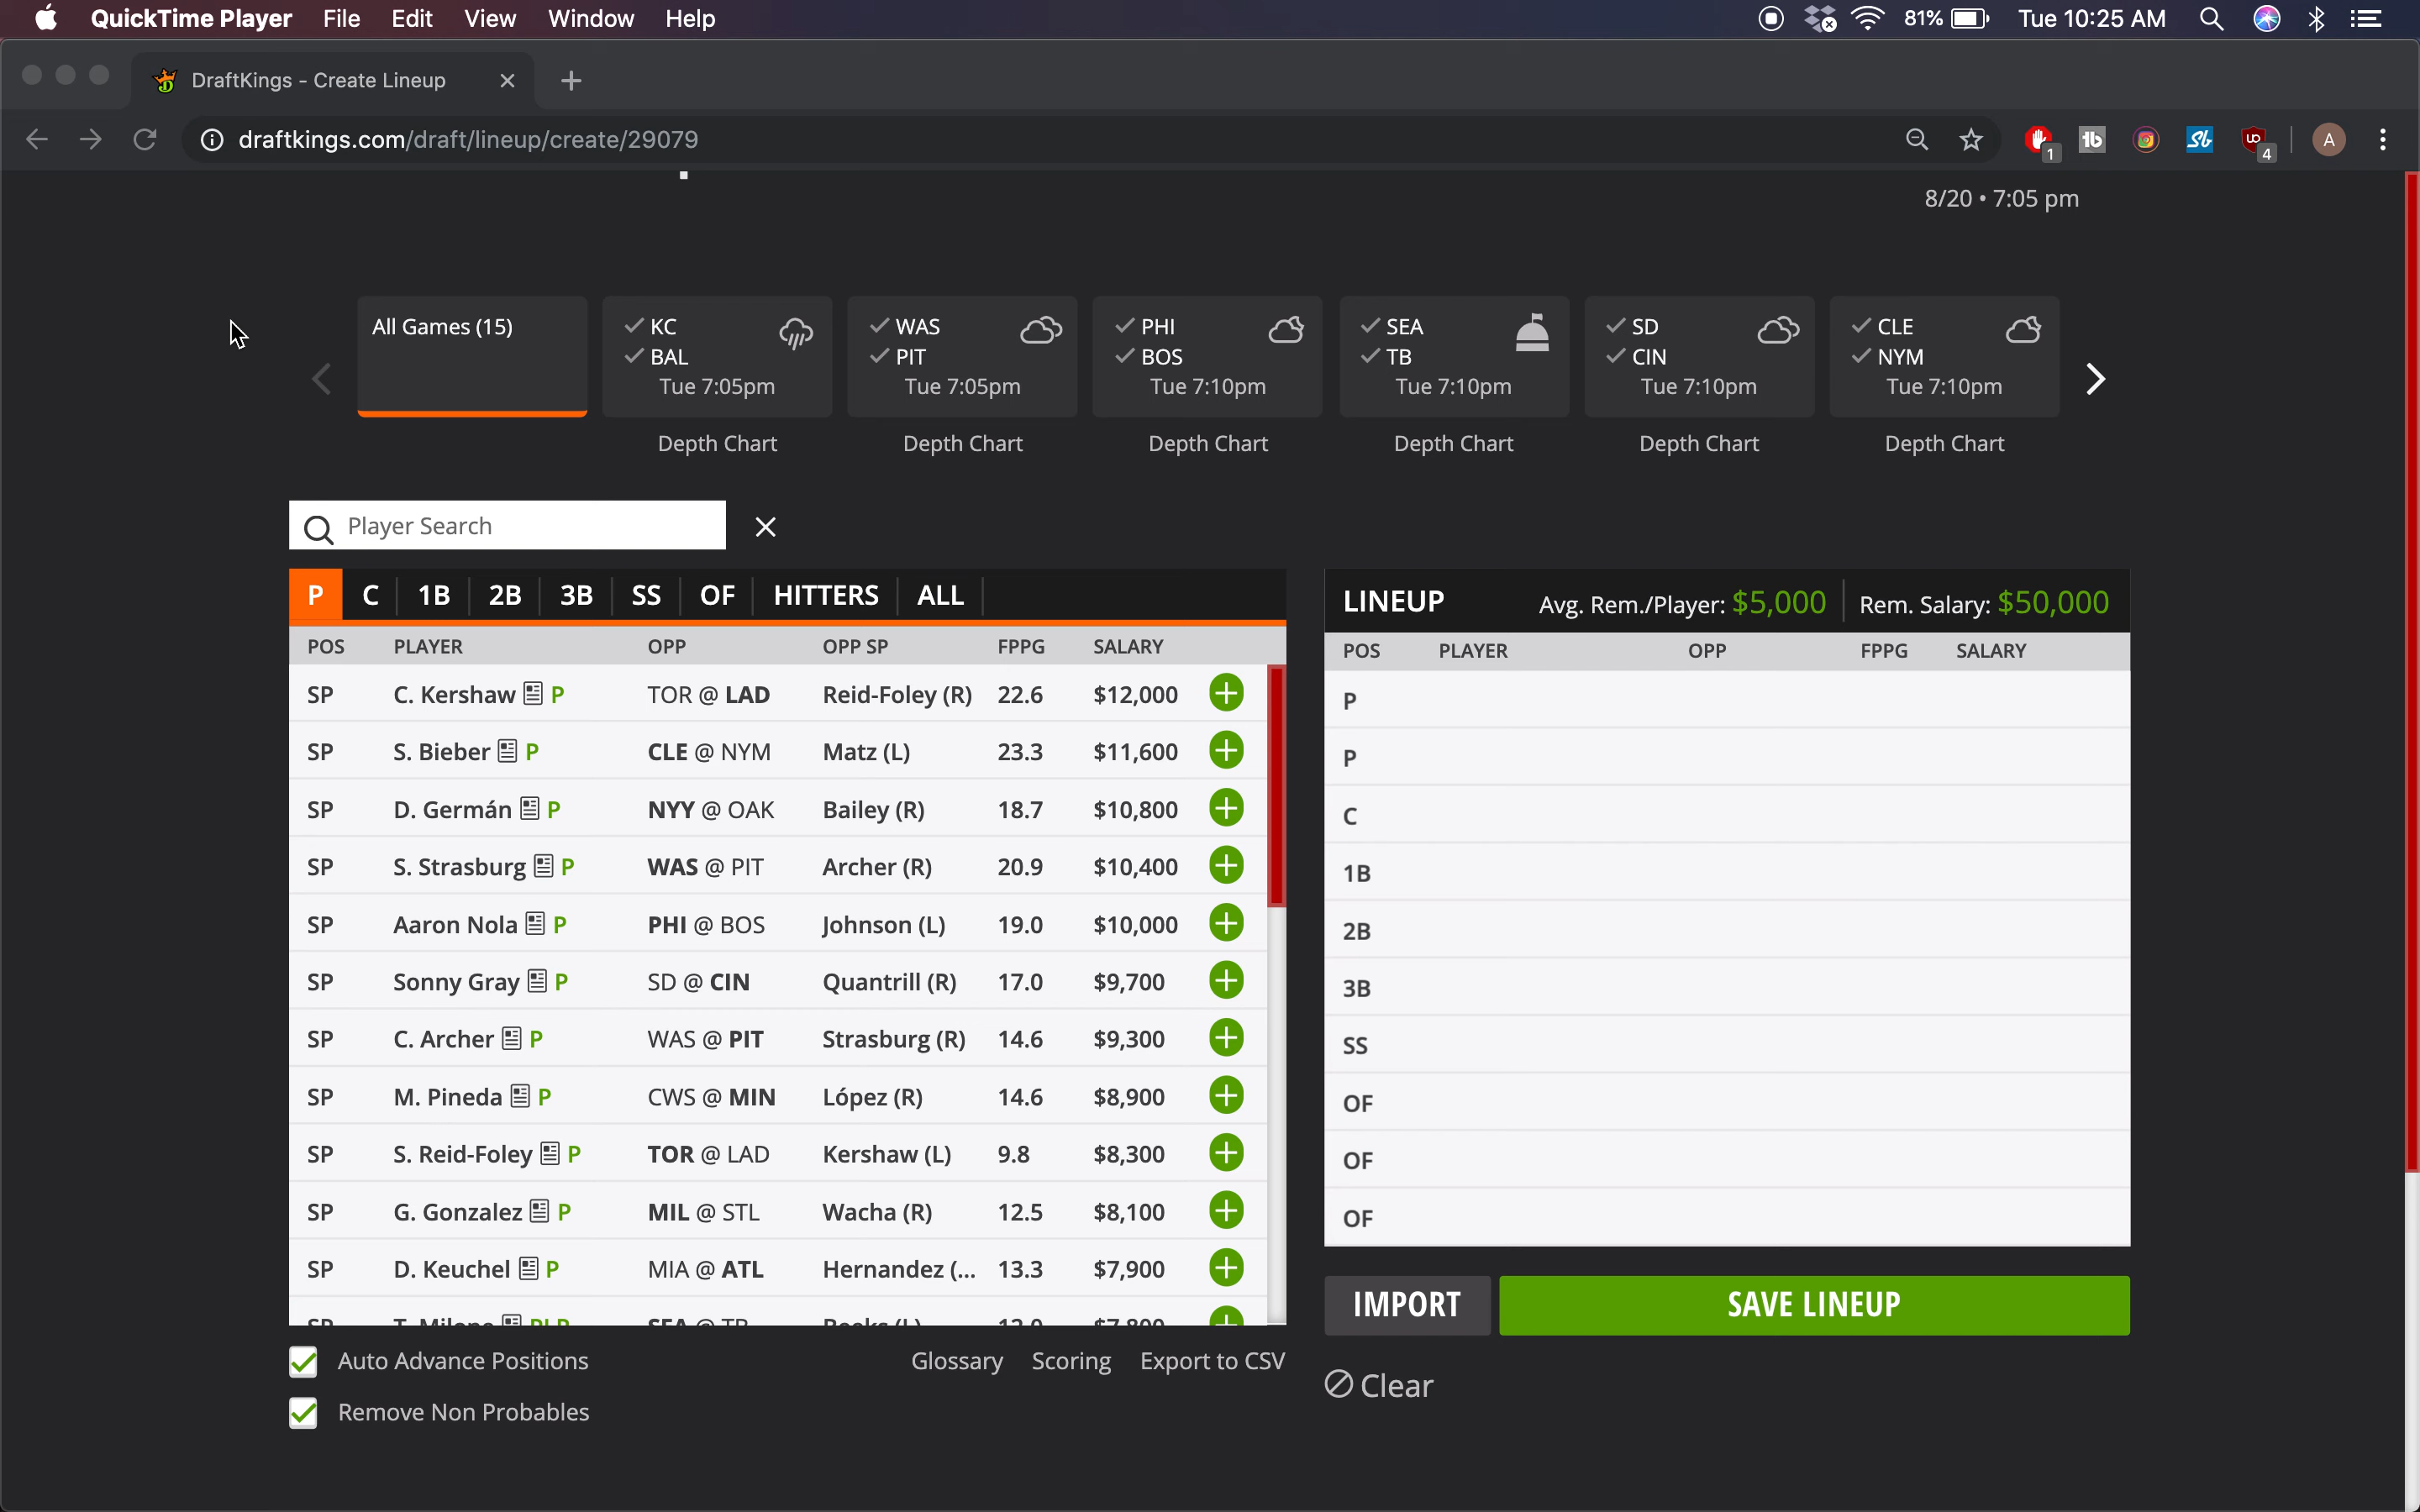 QuickTime Player File Edit View Window Help 81% Tue 10:25 AM
DraftKings - Create Lineup
draftkings.com/draft/lineup/create/29079 1 tb Sb 4 A
8/20 • 7:05 pm
All Games (15)
KC
BAL
Tue 7:05pm
Depth Chart
WAS
PIT
Tue 7:05pm
Depth Chart
PHI
BOS
Tue 7:10pm
Depth Chart
SEA
TB
Tue 7:10pm
Depth Chart
SD
CIN
Tue 7:10pm
Depth Chart
CLE
NYM
Tue 7:10pm
Depth Chart
Player Search
P C 1B 2B 3B SS OF HITTERS ALL
POS PLAYER OPP OPP SP FPPG SALARY
SP C. Kershaw P TOR @ LAD Reid-Foley (R) 22.6 $12,000
SP S. Bieber P CLE @ NYM Matz (L) 23.3 $11,600
SP D. Germán P NYY @ OAK Bailey (R) 18.7 $10,800
SP S. Strasburg P WAS @ PIT Archer (R) 20.9 $10,400
SP Aaron Nola P PHI @ BOS Johnson (L) 19.0 $10,000
SP Sonny Gray P SD @ CIN Quantrill (R) 17.0 $9,700
SP C. Archer P WAS @ PIT Strasburg (R) 14.6 $9,300
SP M. Pineda P CWS @ MIN López (R) 14.6 $8,900
SP S. Reid-Foley P TOR @ LAD Kershaw (L) 9.8 $8,300
SP G. Gonzalez P MIL @ STL Wacha (R) 12.5 $8,100
SP D. Keuchel P MIA @ ATL Hernandez (... 13.3 $7,900
SP T. Milone SEA @ TB
Auto Advance Positions
Remove Non Probables
Glossary Scoring Export to CSV
LINEUP Avg. Rem./Player: $5,000 Rem. Salary: $50,000
POS PLAYER OPP FPPG SALARY
P
P
C
1B
2B
3B
SS
OF
OF
OF
IMPORT SAVE LINEUP
Clear